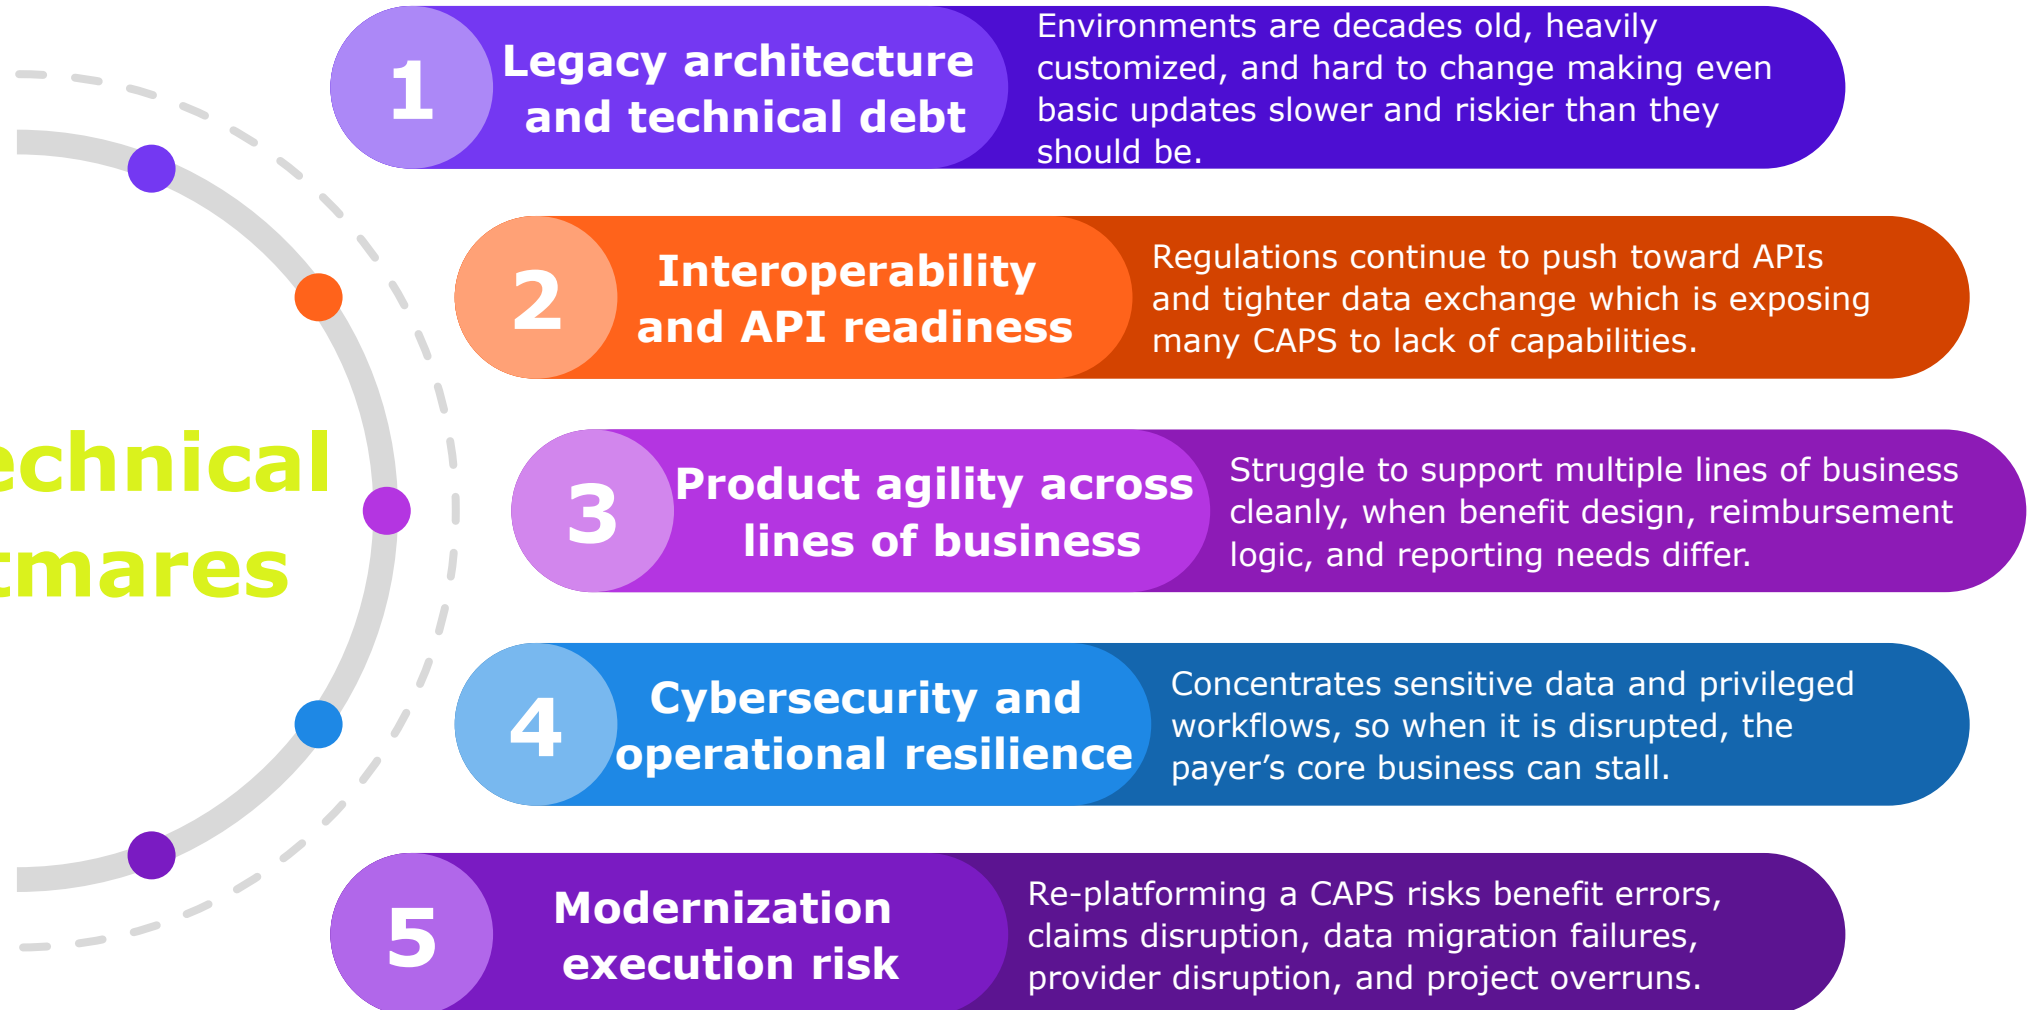 echnical
tmares
1
Legacy architecture
and technical debt
Environments are decades old, heavily
customized, and hard to change making even
basic updates slower and riskier than they
should be.
2
Interoperability
and API readiness
Regulations continue to push toward APIs
and tighter data exchange which is exposing
many CAPS to lack of capabilities.
3
Product agility across
lines of business
Struggle to support multiple lines of business
cleanly, when benefit design, reimbursement
logic, and reporting needs differ.
4
Cybersecurity and
operational resilience
Concentrates sensitive data and privileged
workflows, so when it is disrupted, the
payer’s core business can stall.
5
Modernization
execution risk
Re-platforming a CAPS risks benefit errors,
claims disruption, data migration failures,
provider disruption, and project overruns.